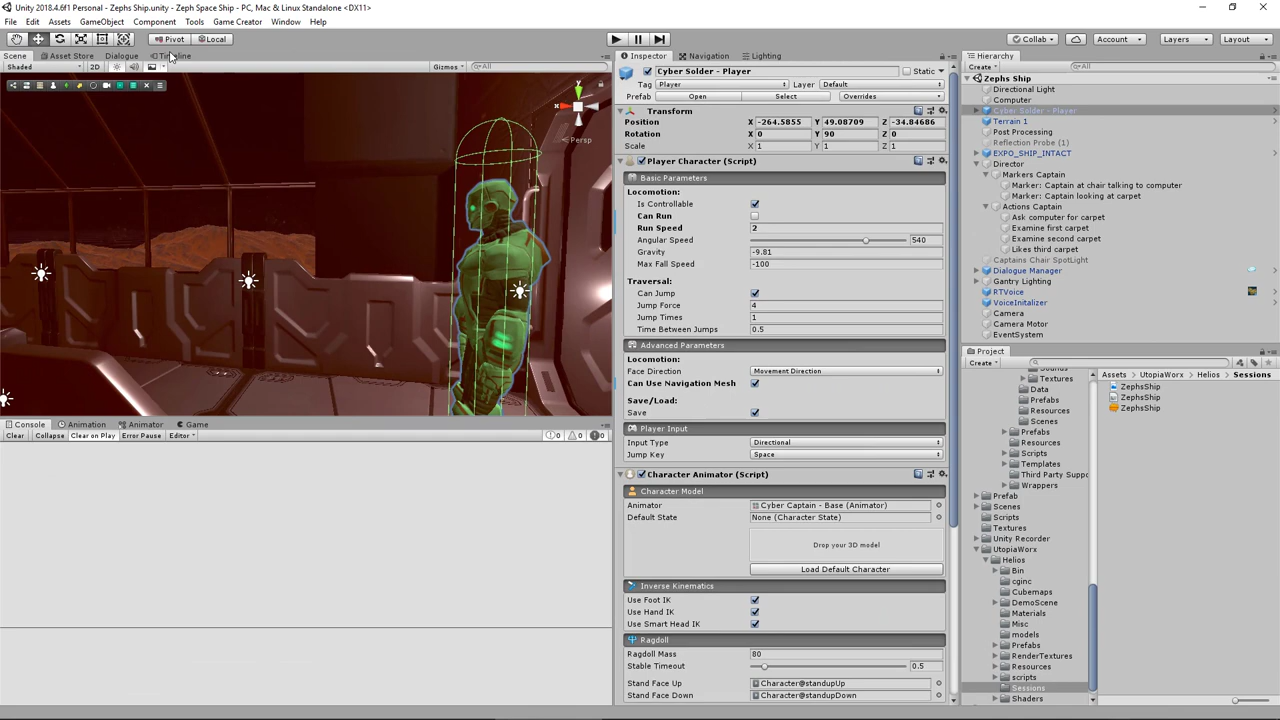 Unity 2018.4.6f1 Personal - Zephs Ship.unity - Zeph Space Ship - PC, Mac & Linux Standalone <DX11>
File Edit Assets GameObject Component Tools Game Creator Window Help
Pivot Local Collab Account Layers Layout
Scene Asset Store Dialogue Timeline
Shaded 2D Gizmos All
Persp
Console Animation Animator Game
Clear Collapse Clear on Play Error Pause Editor 0 0 0
Inspector Navigation Lighting
Cyber Solder - Player Static
Tag Player Layer Default
Prefab Open Select Overrides
Transform
Position X -264.5855 Y 49.08709 Z -34.84686
Rotation X 0 Y 90 Z 0
Scale X 1 Y 1 Z 1
Player Character (Script)
Basic Parameters
Locomotion:
Is Controllable
Can Run
Run Speed 2
Angular Speed 540
Gravity -9.81
Max Fall Speed -100
Traversal:
Can Jump
Jump Force 4
Jump Times 1
Time Between Jumps 0.5
Advanced Parameters
Locomotion:
Face Direction Movement Direction
Can Use Navigation Mesh
Save/Load:
Save
Player Input
Input Type Directional
Jump Key Space
Character Animator (Script)
Character Model
Animator Cyber Captain - Base (Animator)
Default State None (Character State)
Drop your 3D model
Load Default Character
Inverse Kinematics
Use Foot IK
Use Hand IK
Use Smart Head IK
Ragdoll
Ragdoll Mass 80
Stable Timeout 0.5
Stand Face Up Character@standupUp
Stand Face Down Character@standupDown
Hierarchy
Create All
Zephs Ship
Directional Light
Computer
Cyber Solder - Player
Terrain 1
Post Processing
Reflection Probe (1)
EXPO_SHIP_INTACT
Director
Markers Captain
Marker: Captain at chair talking to computer
Marker: Captain looking at carpet
Actions Captain
Ask computer for carpet
Examine first carpet
Examine second carpet
Likes third carpet
Captains Chair SpotLight
Dialogue Manager
Gantry Lighting
RTVoice
VoiceInitalizer
Camera
Camera Motor
EventSystem
Project
Create
Textures
Data
Prefabs
Resources
Scenes
Prefabs
Resources
Scripts
Templates
Third Party Suppo
Wrappers
Prefab
Scenes
Scripts
Textures
Unity Recorder
UtopiaWorx
Helios
Bin
cginc
Cubemaps
DemoScene
Materials
Misc
models
Prefabs
RenderTextures
Resources
scripts
Sessions
Shaders
Assets UtopiaWorx Helios Sessions
ZephsShip
ZephsShip
ZephsShip